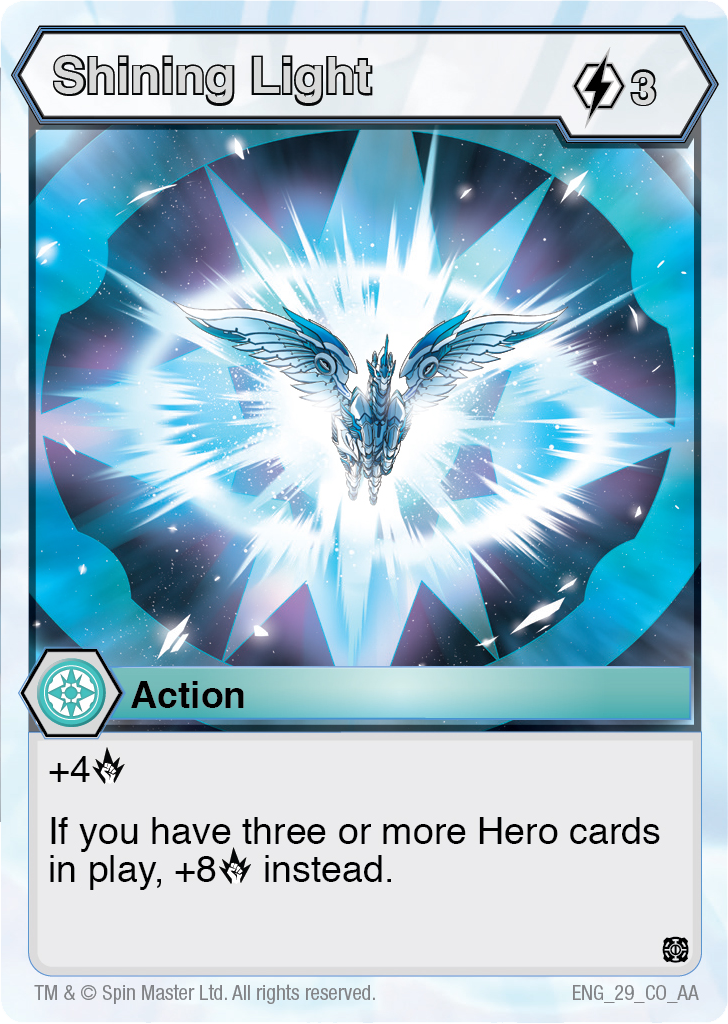 Shining Light
3
Action
+4
If you have three or more Hero cards
in play, +8 instead.
TM & © Spin Master Ltd. All rights reserved.
ENG_29_CO_AA